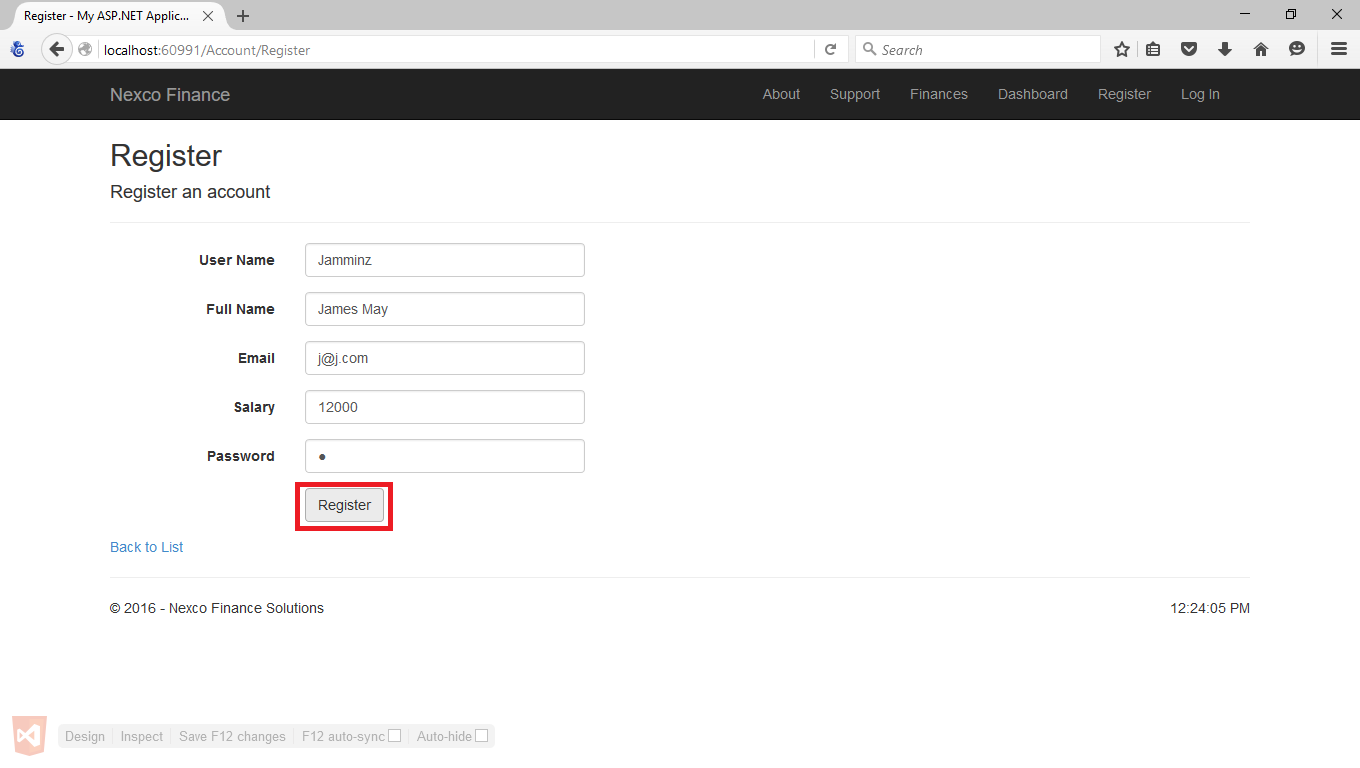 Register - My ASP.NET Applic...
localhost:60991/Account/Register
Search
Nexco Finance About Support Finances Dashboard Register Log In
Register
Register an account
User Name Jamminz
Full Name James May
Email j@j.com
Salary 12000
Password ●
Register
Back to List
© 2016 - Nexco Finance Solutions 12:24:05 PM
Design Inspect Save F12 changes F12 auto-sync Auto-hide